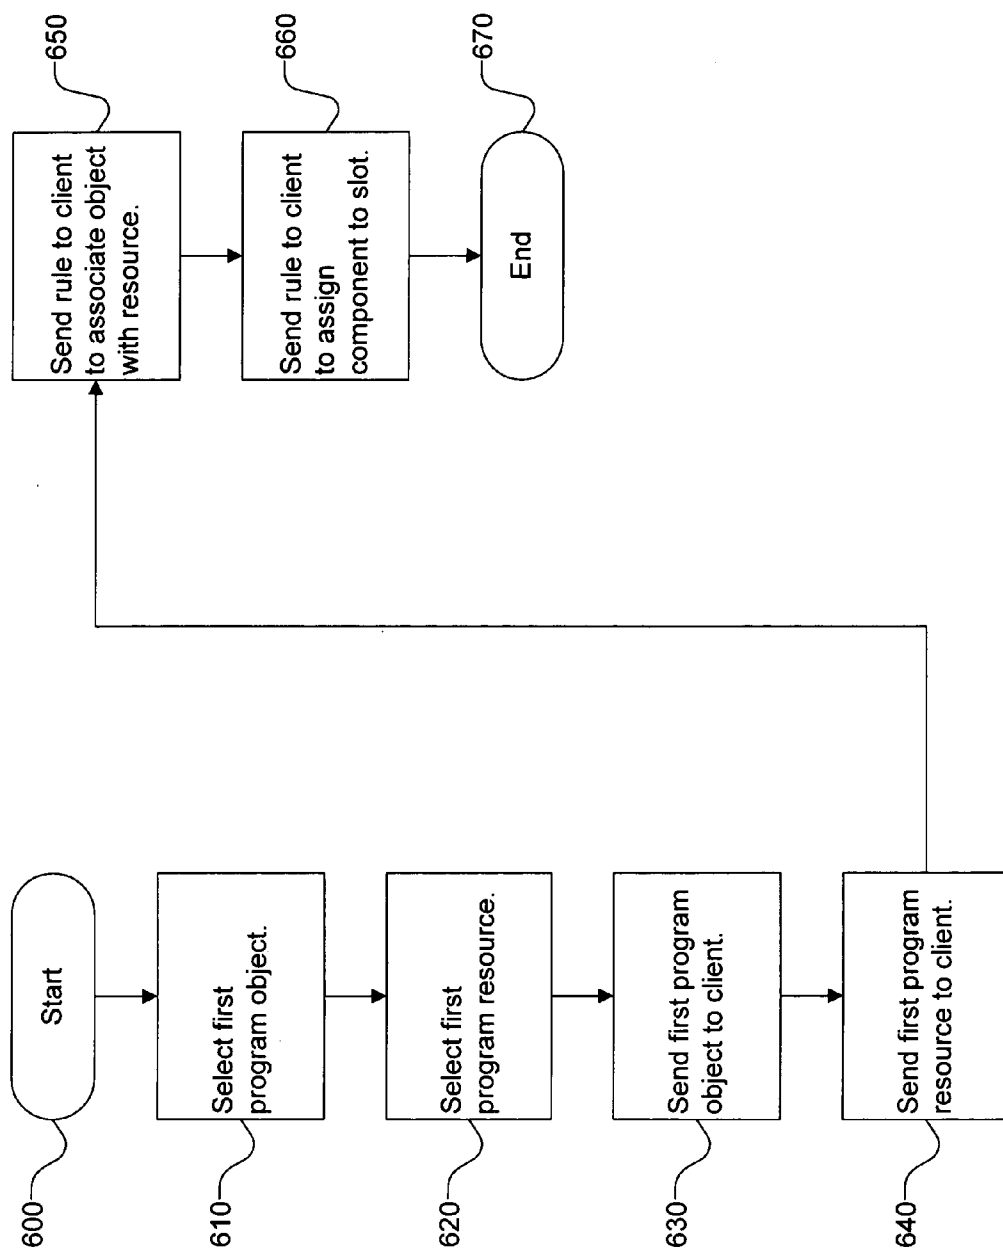 600
Start
610
Select first
program object.
620
Select first
program resource.
630
Send first program
object to client.
640
Send first program
resource to client.
650
Send rule to client
to associate object
with resource.
660
Send rule to client
to assign
component to slot.
670
End